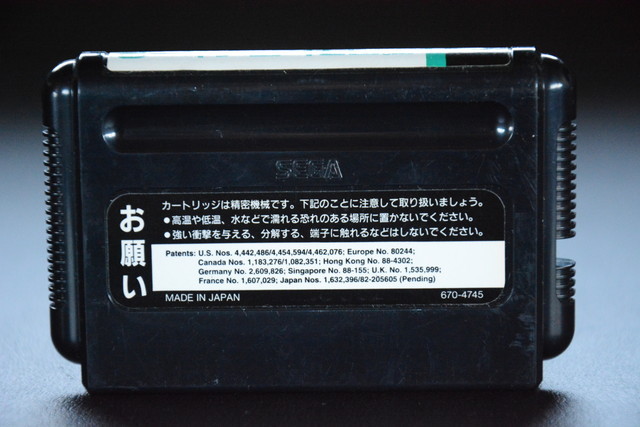 SEGA
お願い
カートリッジは精密機械です。下記のことに注意して取り扱いましょう。
●高温や低温、水などで濡れる恐れのある場所に置かないでください。
●強い衝撃を与える、分解する、端子に触れるなどはしないでください。
Patents: U.S. Nos. 4,442,486/4,454,594/4,462,076; Europe No. 80244;
Canada Nos. 1,183,276/1,082,351; Hong Kong No. 88-4302;
Germany No. 2,609,826; Singapore No. 88-155; U.K. No. 1,535,999;
France No. 1,607,029; Japan Nos. 1,632,396/82-205605 (Pending)
MADE IN JAPAN 670-4745